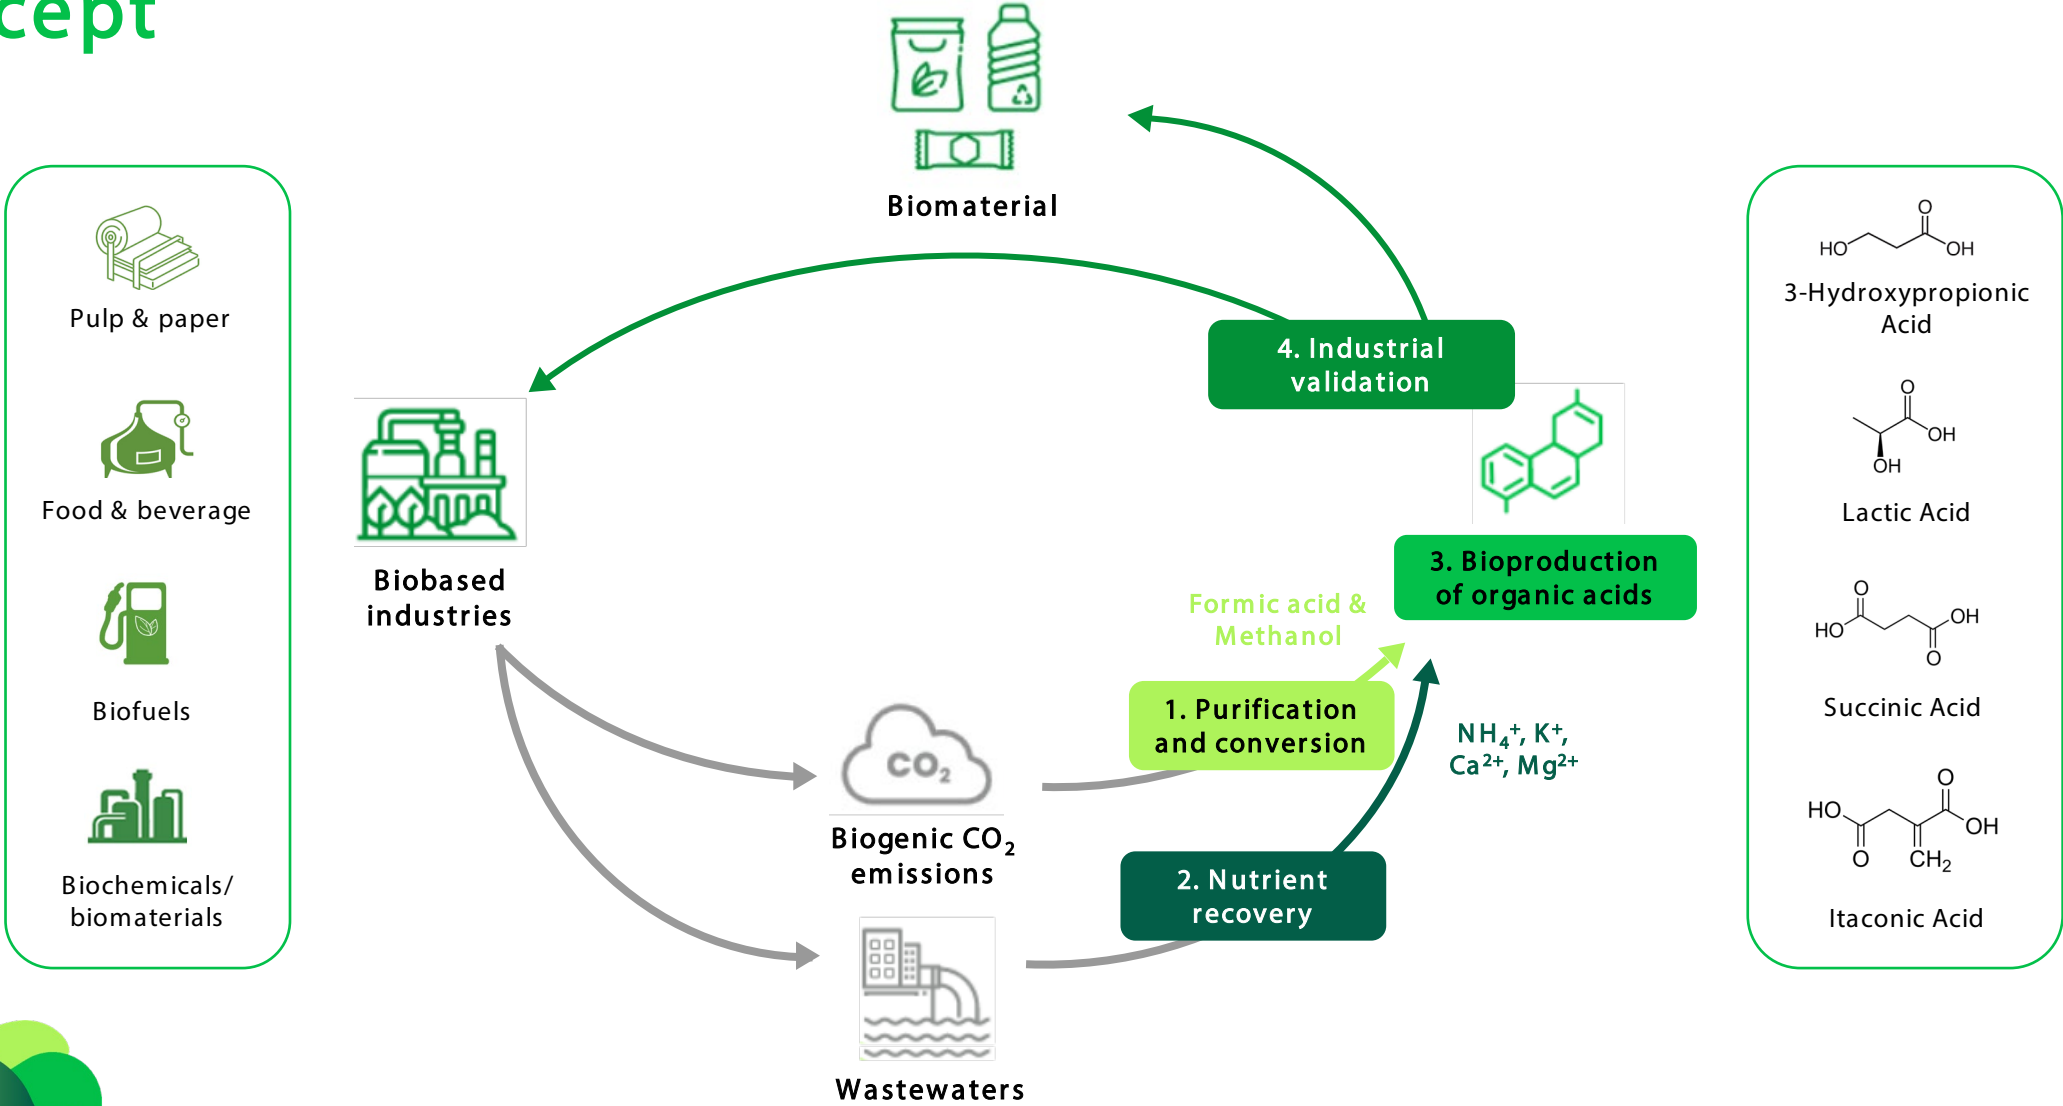 cept
Biomaterial
Pulp & paper
Food & beverage
Biofuels
Biochemicals/
biomaterials
Biobased
industries
CO₂
Biogenic CO₂
emissions
Wastewaters
1. Purification
and conversion
Formic acid &
Methanol
2. Nutrient
recovery
NH₄⁺, K⁺,
Ca²⁺, Mg²⁺
3. Bioproduction
of organic acids
4. Industrial
validation
O
HO
OH
3-Hydroxypropionic
Acid
O
OH
OH
Lactic Acid
O
OH
HO
O
Succinic Acid
O
HO
OH
O
CH₂
Itaconic Acid